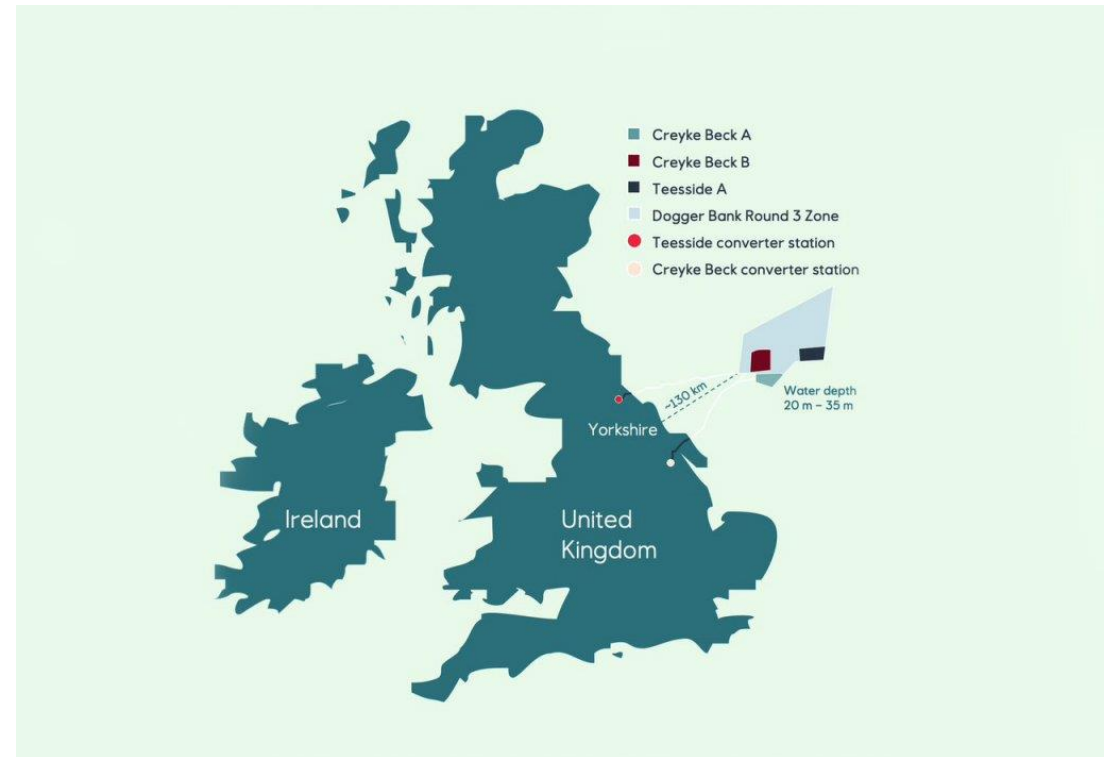 Creyke Beck A
Creyke Beck B
Teesside A
Dogger Bank Round 3 Zone
Teesside converter station
Creyke Beck converter station
~130 km
Water depth
20 m – 35 m
Yorkshire
Ireland
United
Kingdom